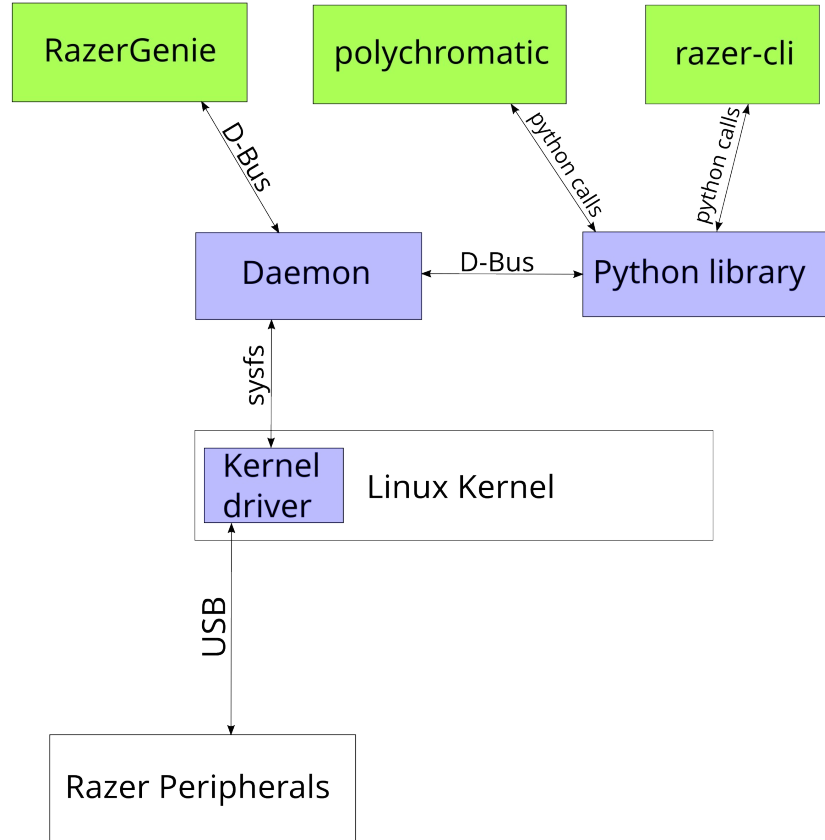 RazerGenie
polychromatic
razer-cli
D-Bus
python calls
python calls
Daemon
D-Bus
Python library
sysfs
Kernel
driver
Linux Kernel
USB
Razer Peripherals